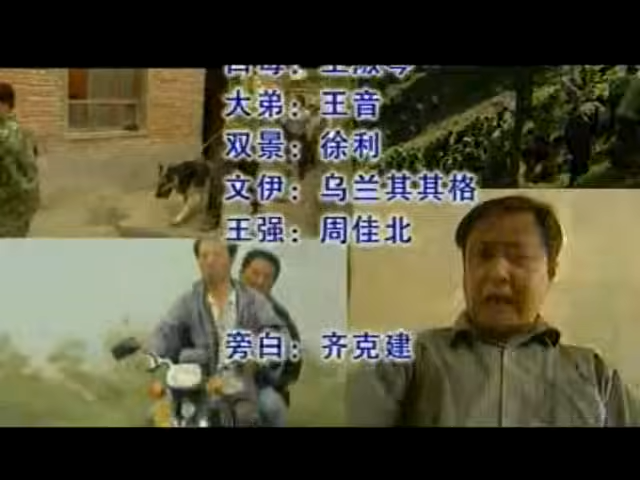 大弟：王音
双景：徐利
文伊：乌兰其其格
王强：周佳北
旁白：齐克建